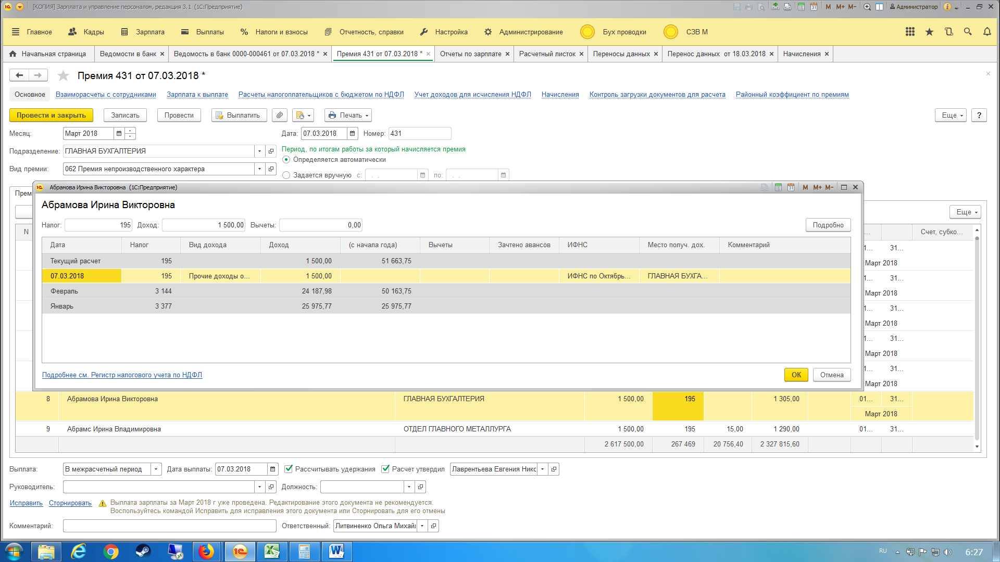 [КОПИЯ] Зарплата и управление персоналом, редакция 3.1 (1С:Предприятие)
M M+ M- Администратор
Главное Кадры Зарплата Выплаты Налоги и взносы Отчетность, справки Настройка Администрирование Бух проводки СЗВ М
Начальная страница Ведомости в банк × Ведомость в банк 0000-000461 от 07.03.2018 * × Премия 431 от 07.03.2018 * × Отчеты по зарплате × Расчетный листок × Переносы данных × Перенос данных от 18.03.2018 × Начисления ×
Премия 431 от 07.03.2018 *
Основное Взаиморасчеты с сотрудниками Зарплата к выплате Расчеты налогоплательщиков с бюджетом по НДФЛ Учет доходов для исчисления НДФЛ Начисления Контроль загрузки документов для расчета Районный коэффициент по премиям
Провести и закрыть Записать Провести Выплатить Печать Еще ?
Месяц: Март 2018 Дата: 07.03.2018 Номер: 431
Подразделение: ГЛАВНАЯ БУХГАЛТЕРИЯ Период, по итогам работы за который начисляется премия
Определяется автоматически
Вид премии: 062 Премия непроизводственного характера
Задается вручную с: . . по: . .
Абрамова Ирина Викторовна (1С:Предприятие) M M+ M-
Прем
Абрамова Ирина Викторовна
Еще
Налог: 195 Доход: 1 500,00 Вычеты: 0,00 Подробно
N ... Счет, субко...
Дата Налог Вид дохода Доход (с начала года) Вычеты Зачтено авансов ИФНС Место получ. дох. Комментарий
1... 31...
Текущий расчет 195 1 500,00 51 663,75
Март 2018
07.03.2018 195 Прочие доходы о... 1 500,00 ИФНС по Октябрь... ГЛАВНАЯ БУХГА...
1... 31...
Февраль 3 144 24 187,98 50 163,75
Март 2018
Январь 3 377 25 975,77 25 975,77
1... 31...
Март 2018
1... 31...
Март 2018
1... 31...
Подробнее см. Регистр налогового учета по НДФЛ ОК Отмена
Март 2018
8 Абрамова Ирина Викторовна ГЛАВНАЯ БУХГАЛТЕРИЯ 1 500,00 195 1 305,00 01... 31...
Март 2018
9 Абрамс Ирина Владимировна ОТДЕЛ ГЛАВНОГО МЕТАЛЛУРГА 1 500,00 195 15,00 1 290,00 01... 31...
2 617 500,00 267 469 20 756,40 2 327 815,60
Выплата: В межрасчетный период Дата выплаты: 07.03.2018 Рассчитывать удержания Расчет утвердил Лаврентьева Евгения Нико
Руководитель: Должность:
Исправить Сторнировать Выплата зарплаты за Март 2018 г уже проведена. Редактирование этого документа не рекомендуется.
Воспользуйтесь командой Исправить для исправления этого документа или Сторнировать для его отмены
Комментарий: Ответственный: Литвиненко Ольга Михайл
RU 6:27